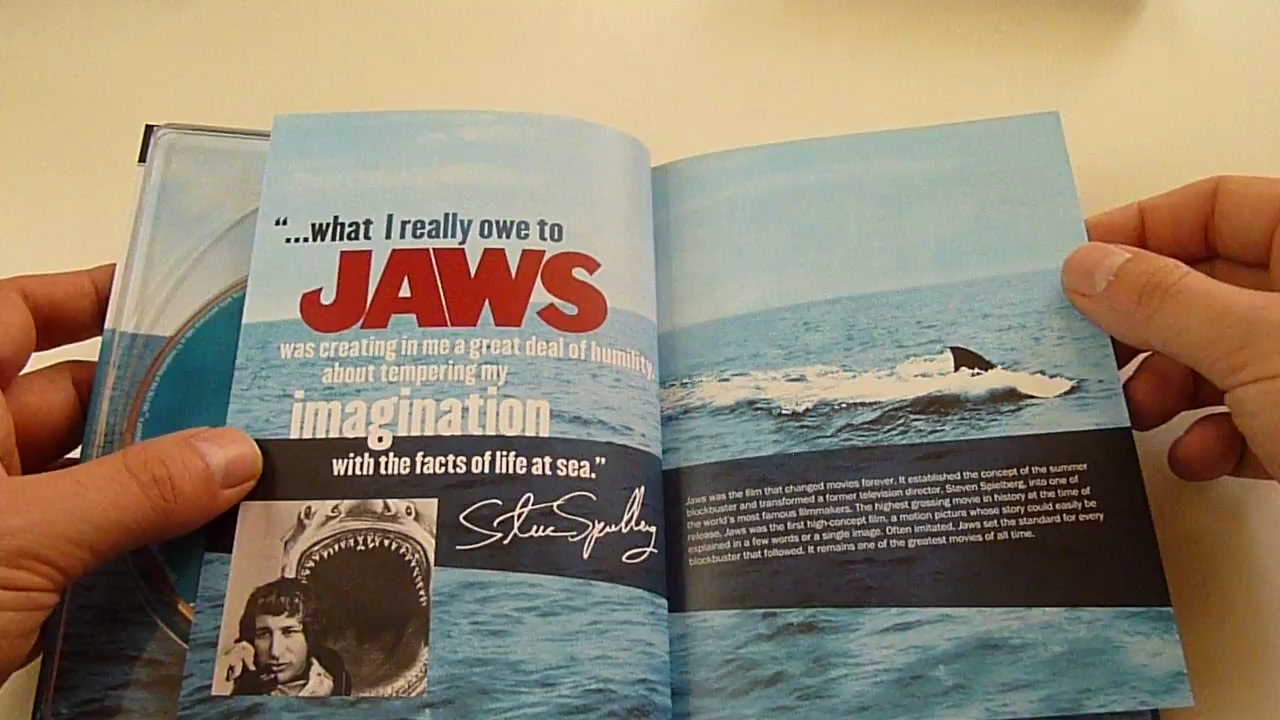 “...what I really owe to
JAWS
was creating in me a great deal of humility,
about tempering my
imagination
with the facts of life at sea.”
Steven Spielberg
Jaws was the film that changed movies forever. It established the concept of the summer
blockbuster and transformed a former television director, Steven Spielberg, into one of
the world's most famous filmmakers. The highest grossing movie in history at the time of
release, Jaws was the first high-concept film, a motion picture whose story could easily be
explained in a few words or a single image. Often imitated, Jaws set the standard for every
blockbuster that followed. It remains one of the greatest movies of all time.